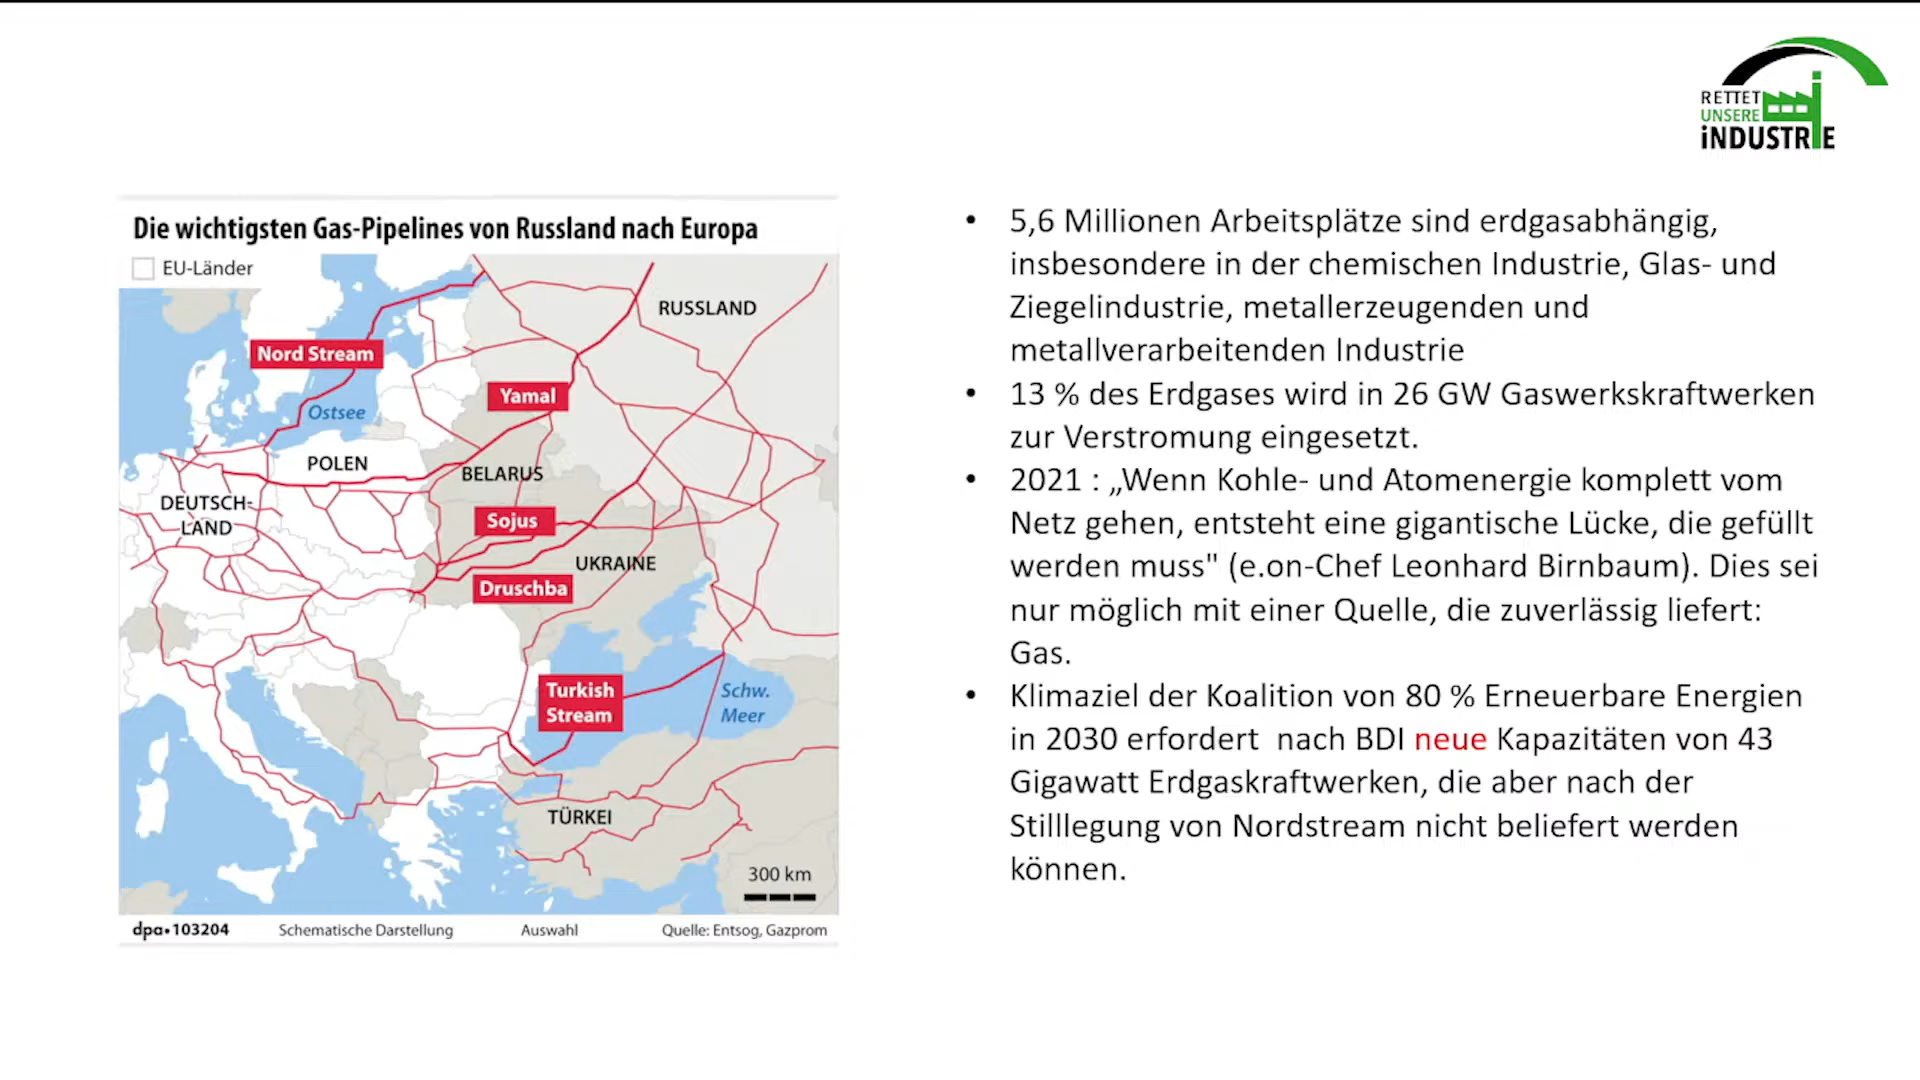 RETTET
UNSERE
iNDUSTRiE
Die wichtigsten Gas-Pipelines von Russland nach Europa
EU-Länder
RUSSLAND
Nord Stream
Yamal
Ostsee
POLEN
BELARUS
DEUTSCH-
LAND
Sojus
UKRAINE
Druschba
Turkish
Stream
Schw.
Meer
TÜRKEI
300 km
dpa•103204 Schematische Darstellung Auswahl Quelle: Entsog, Gazprom
• 5,6 Millionen Arbeitsplätze sind erdgasabhängig,
insbesondere in der chemischen Industrie, Glas- und
Ziegelindustrie, metallerzeugenden und
metallverarbeitenden Industrie
• 13 % des Erdgases wird in 26 GW Gaswerkskraftwerken
zur Verstromung eingesetzt.
• 2021 : „Wenn Kohle- und Atomenergie komplett vom
Netz gehen, entsteht eine gigantische Lücke, die gefüllt
werden muss" (e.on-Chef Leonhard Birnbaum). Dies sei
nur möglich mit einer Quelle, die zuverlässig liefert:
Gas.
• Klimaziel der Koalition von 80 % Erneuerbare Energien
in 2030 erfordert  nach BDI neue Kapazitäten von 43
Gigawatt Erdgaskraftwerken, die aber nach der
Stilllegung von Nordstream nicht beliefert werden
können.